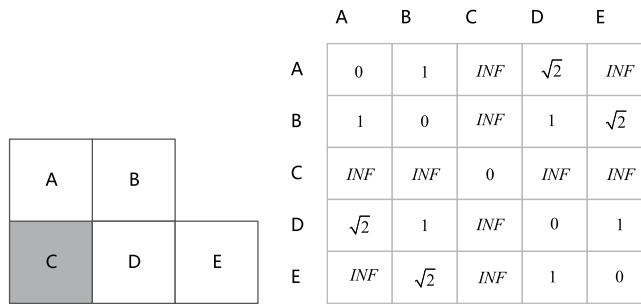 A B C D E
A 0 1 INF √2 INF
B 1 0 INF 1 √2
C INF INF 0 INF INF
D √2 1 INF 0 1
E INF √2 INF 1 0
A B
C D E